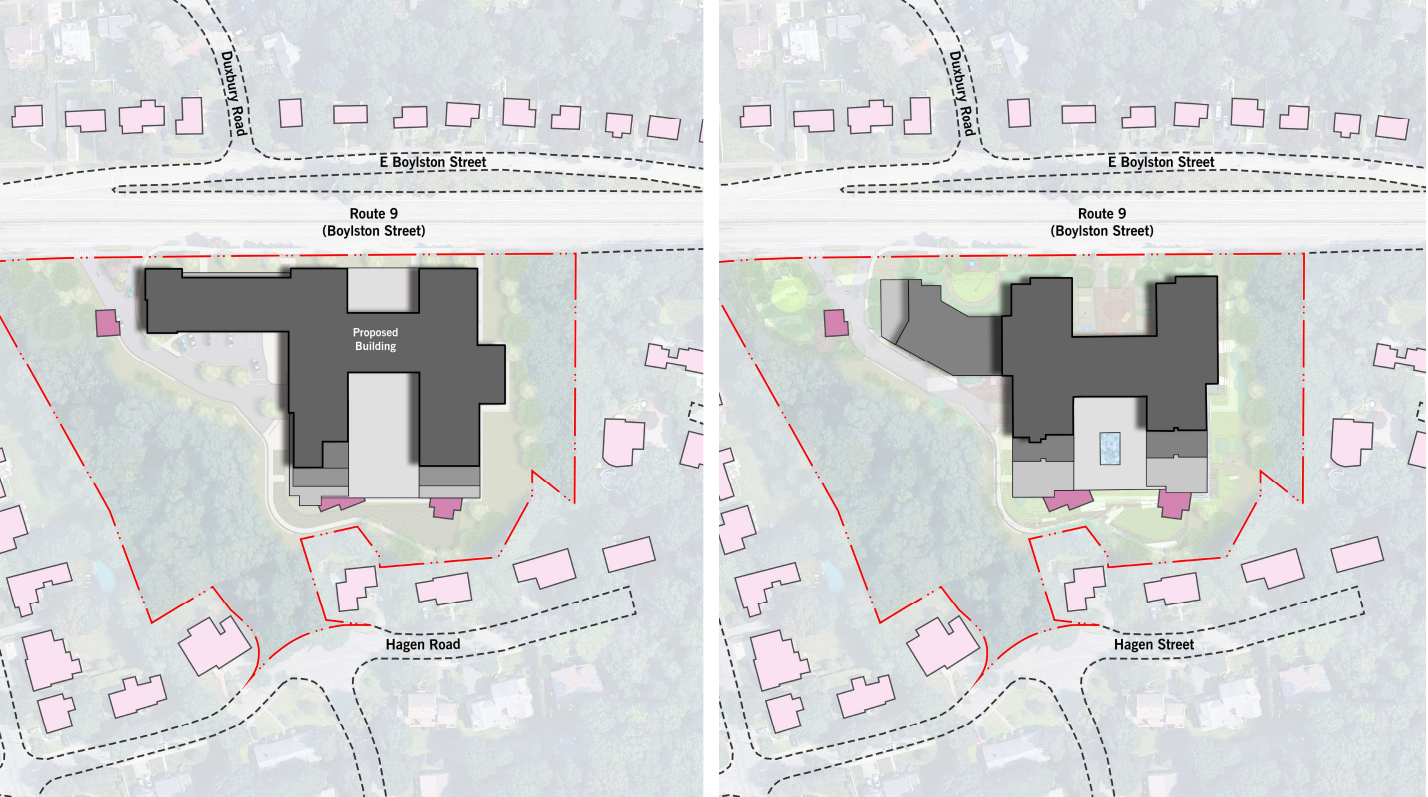 Duxbury Road
E Boylston Street
Route 9
(Boylston Street)
Proposed
Building
Hagen Road
Duxbury Road
E Boylston Street
Route 9
(Boylston Street)
Hagen Street